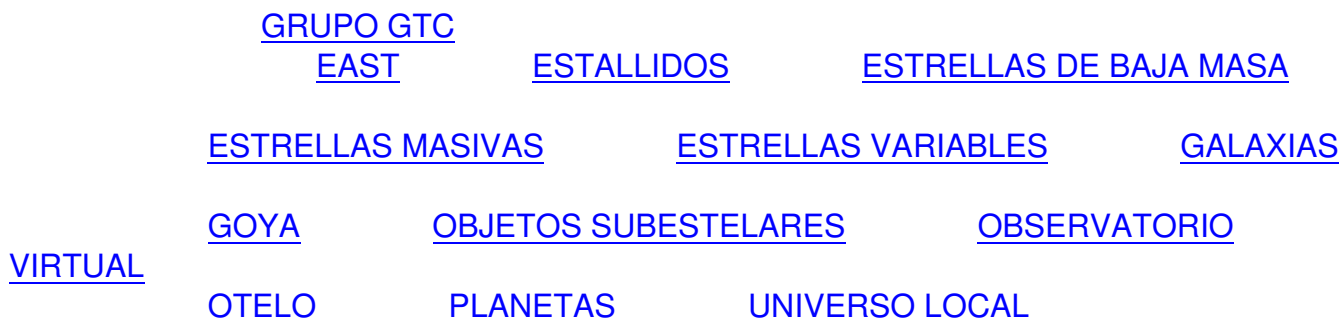 GRUPO GTC
EAST ESTALLIDOS ESTRELLAS DE BAJA MASA
ESTRELLAS MASIVAS ESTRELLAS VARIABLES GALAXIAS
GOYA OBJETOS SUBESTELARES OBSERVATORIO
VIRTUAL
OTELO PLANETAS UNIVERSO LOCAL